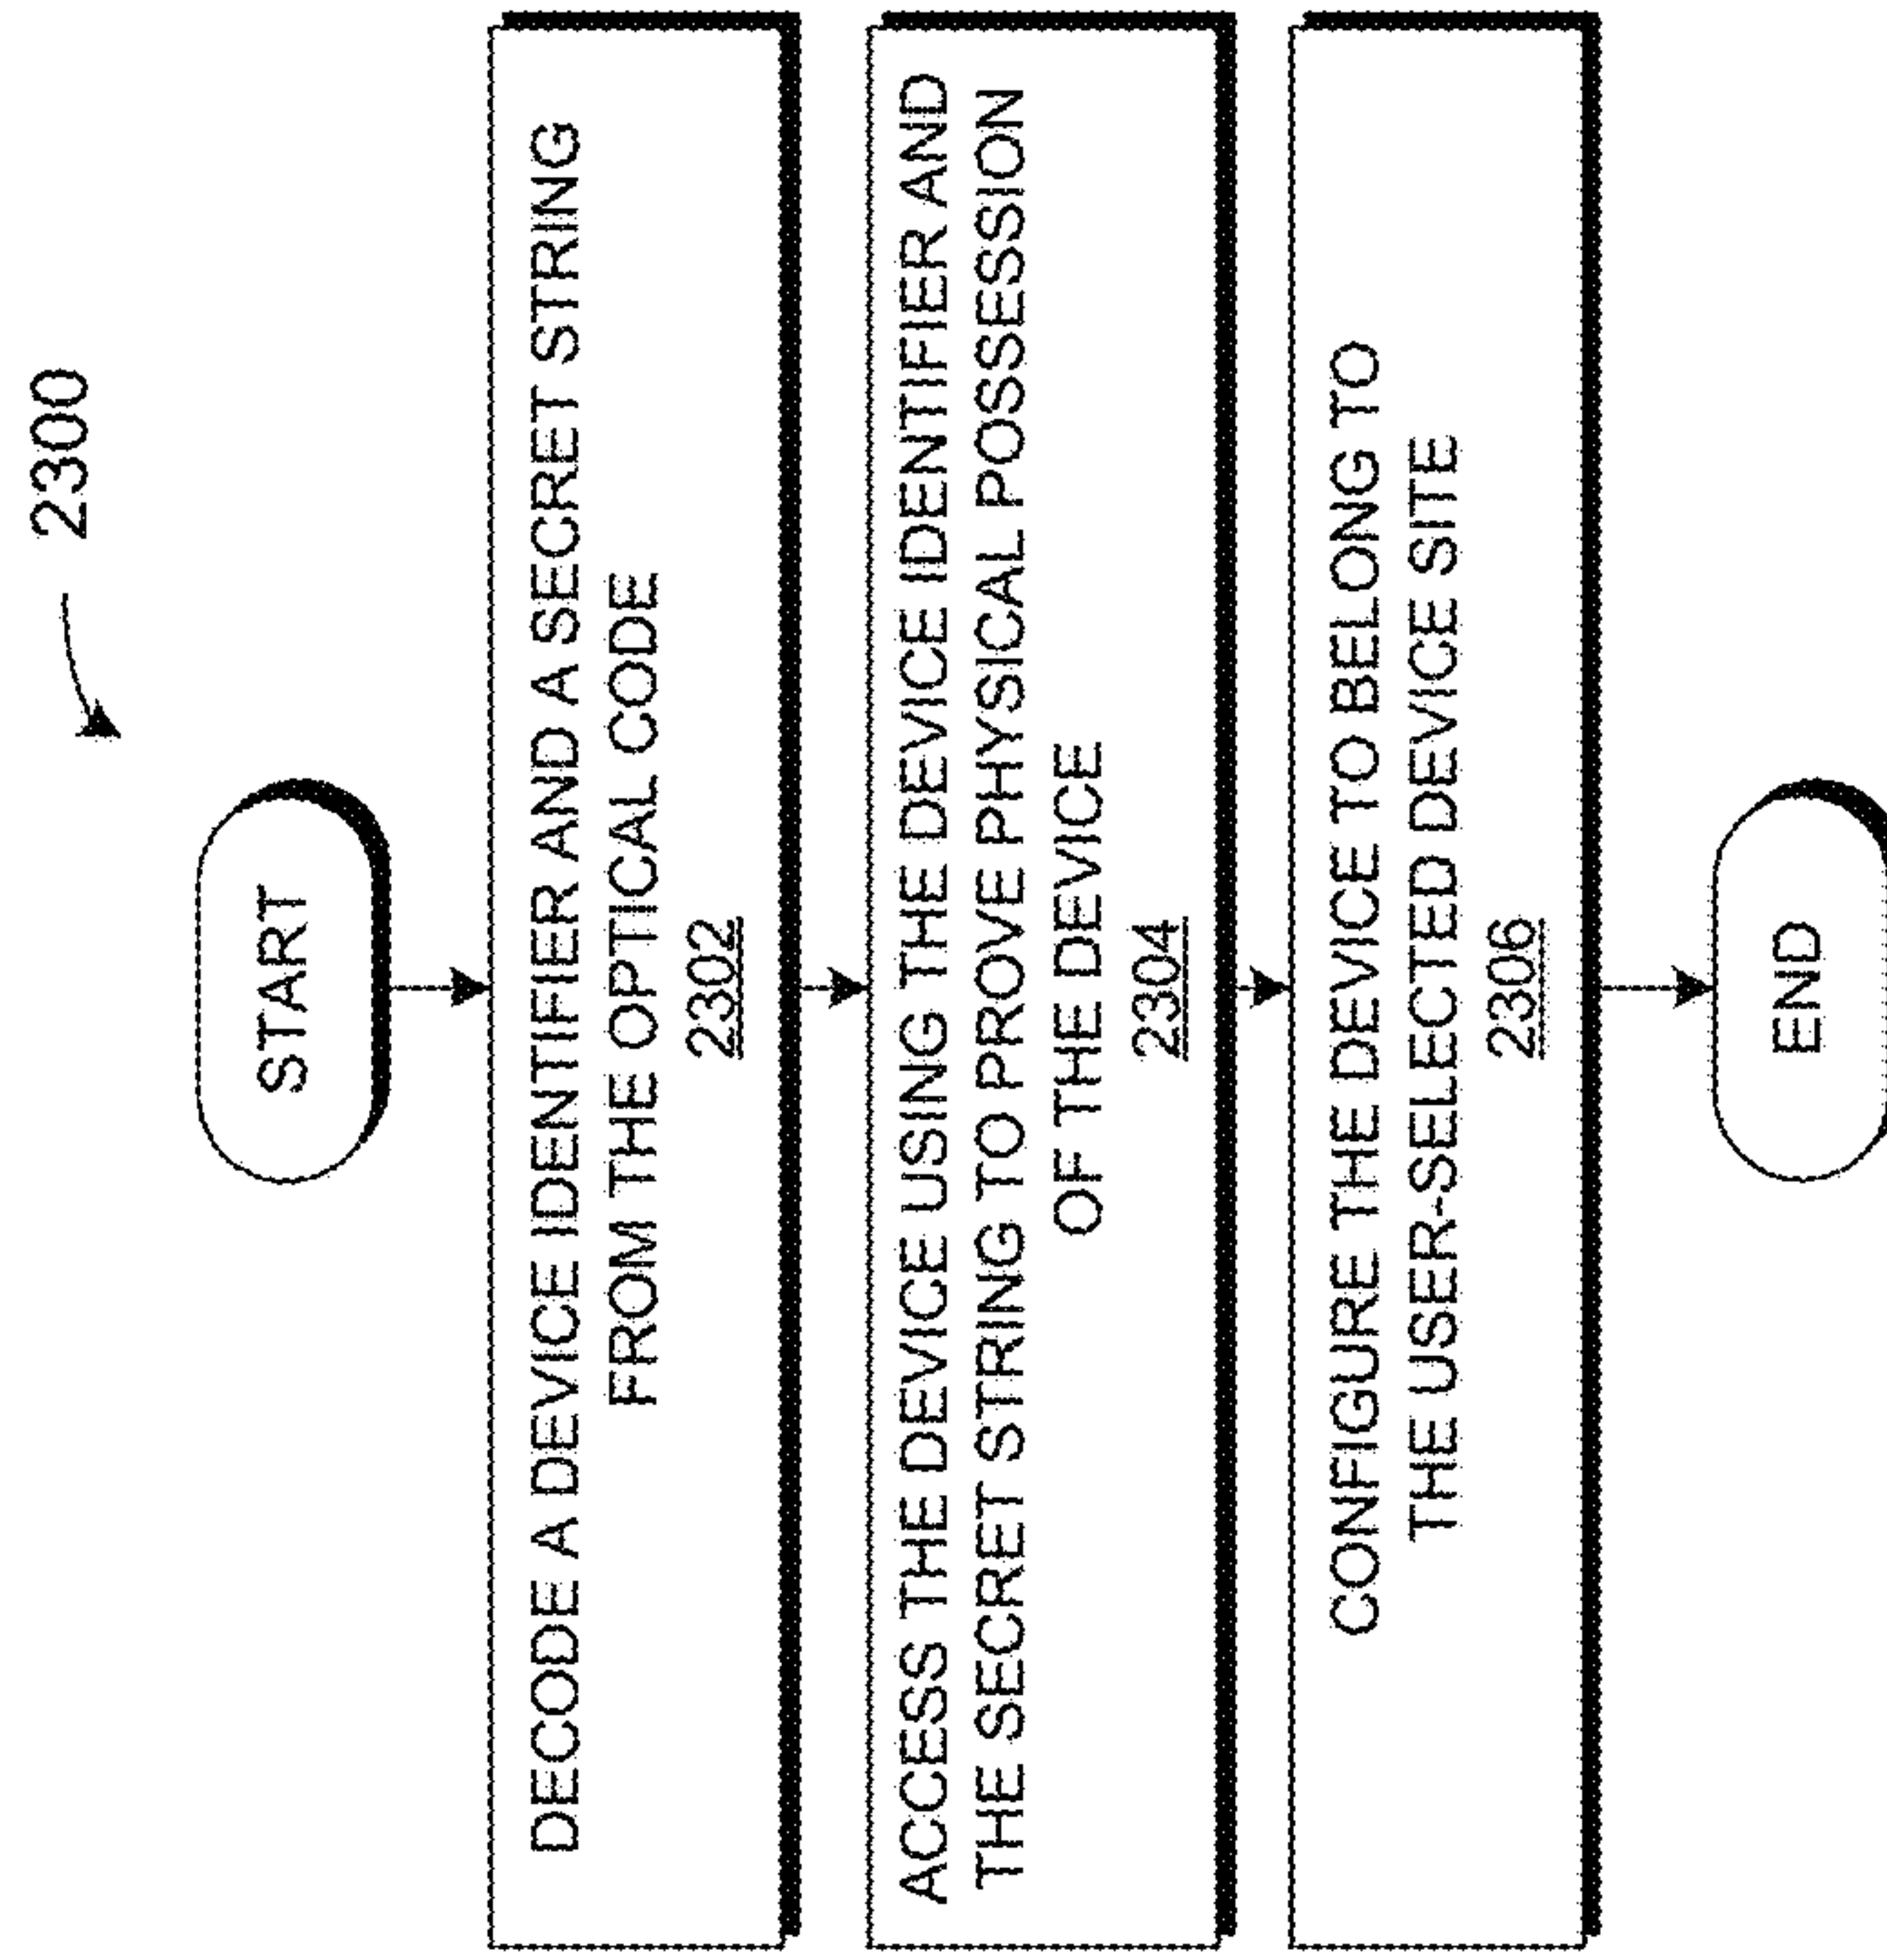 2300
START
DECODE A DEVICE IDENTIFIER AND A SECRET STRING
FROM THE OPTICAL CODE
2302
ACCESS THE DEVICE USING THE DEVICE IDENTIFIER AND
THE SECRET STRING TO PROVE PHYSICAL POSSESSION
OF THE DEVICE
2304
CONFIGURE THE DEVICE TO BELONG TO
THE USER-SELECTED DEVICE SITE
2306
END